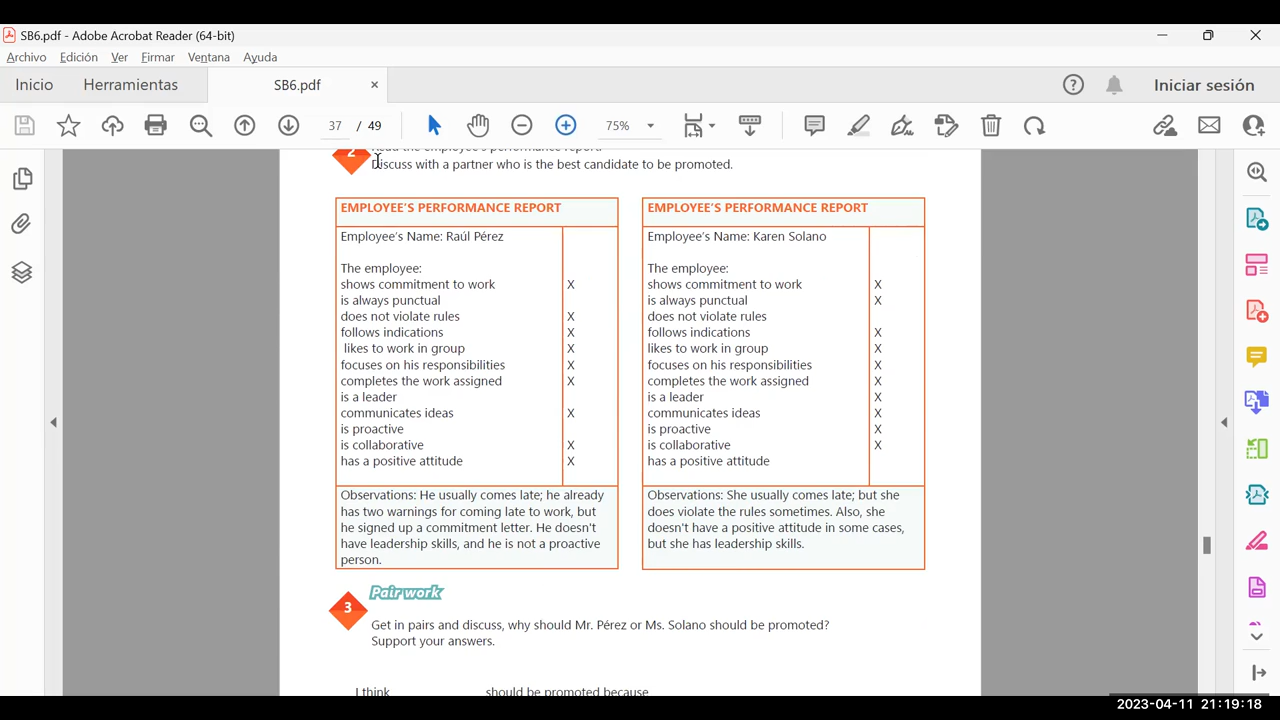 SB6.pdf - Adobe Acrobat Reader (64-bit)
Archivo Edición Ver Firmar Ventana Ayuda
Inicio Herramientas SB6.pdf Iniciar sesión
37 / 49 75%
2 Read the employee's performance report.
Discuss with a partner who is the best candidate to be promoted.
EMPLOYEE'S PERFORMANCE REPORT
Employee's Name: Raúl Pérez
The employee:
shows commitment to work X
is always punctual
does not violate rules X
follows indications X
likes to work in group X
focuses on his responsibilities X
completes the work assigned X
is a leader
communicates ideas X
is proactive
is collaborative X
has a positive attitude X
Observations: He usually comes late; he already
has two warnings for coming late to work, but
he signed up a commitment letter. He doesn't
have leadership skills, and he is not a proactive
person.
EMPLOYEE'S PERFORMANCE REPORT
Employee's Name: Karen Solano
The employee:
shows commitment to work X
is always punctual X
does not violate rules
follows indications X
likes to work in group X
focuses on his responsibilities X
completes the work assigned X
is a leader X
communicates ideas X
is proactive X
is collaborative X
has a positive attitude
Observations: She usually comes late; but she
does violate the rules sometimes. Also, she
doesn't have a positive attitude in some cases,
but she has leadership skills.
Pair work
3
Get in pairs and discuss, why should Mr. Pérez or Ms. Solano should be promoted?
Support your answers.
I think should be promoted because
2023-04-11 21:19:18